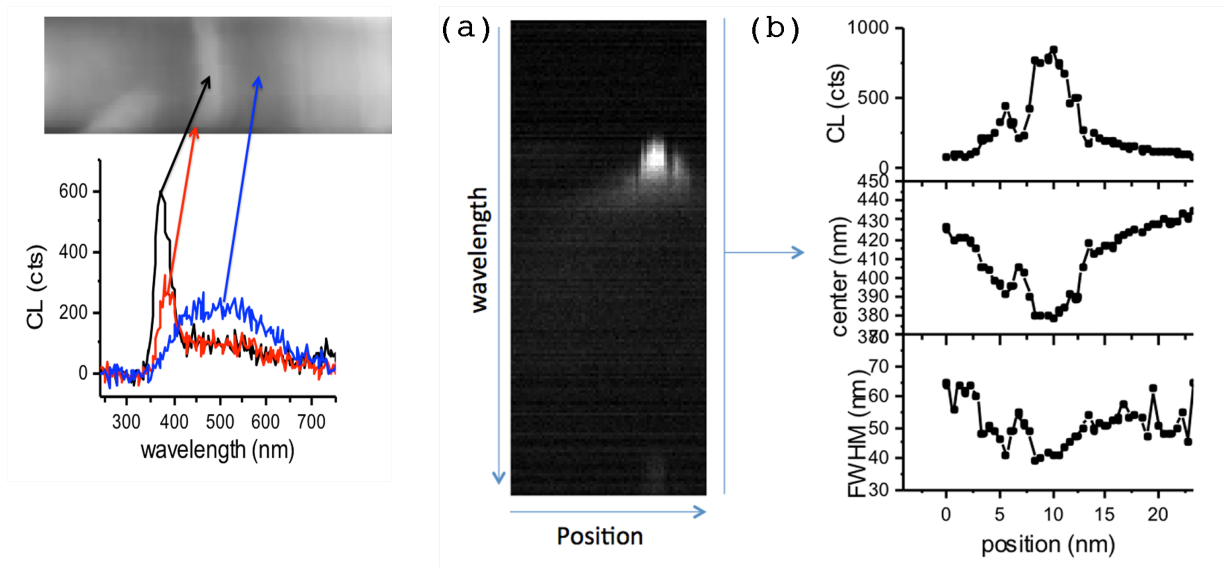 (a)
(b)
CL (cts)
600
400
200
0
300 400 500 600 700
wavelength (nm)
wavelength
Position
CL (cts)
1000
500
0
center (nm)
450
440
430
420
410
400
390
380
370
FWHM (nm)
70
60
50
40
30
0 5 10 15 20
position (nm)